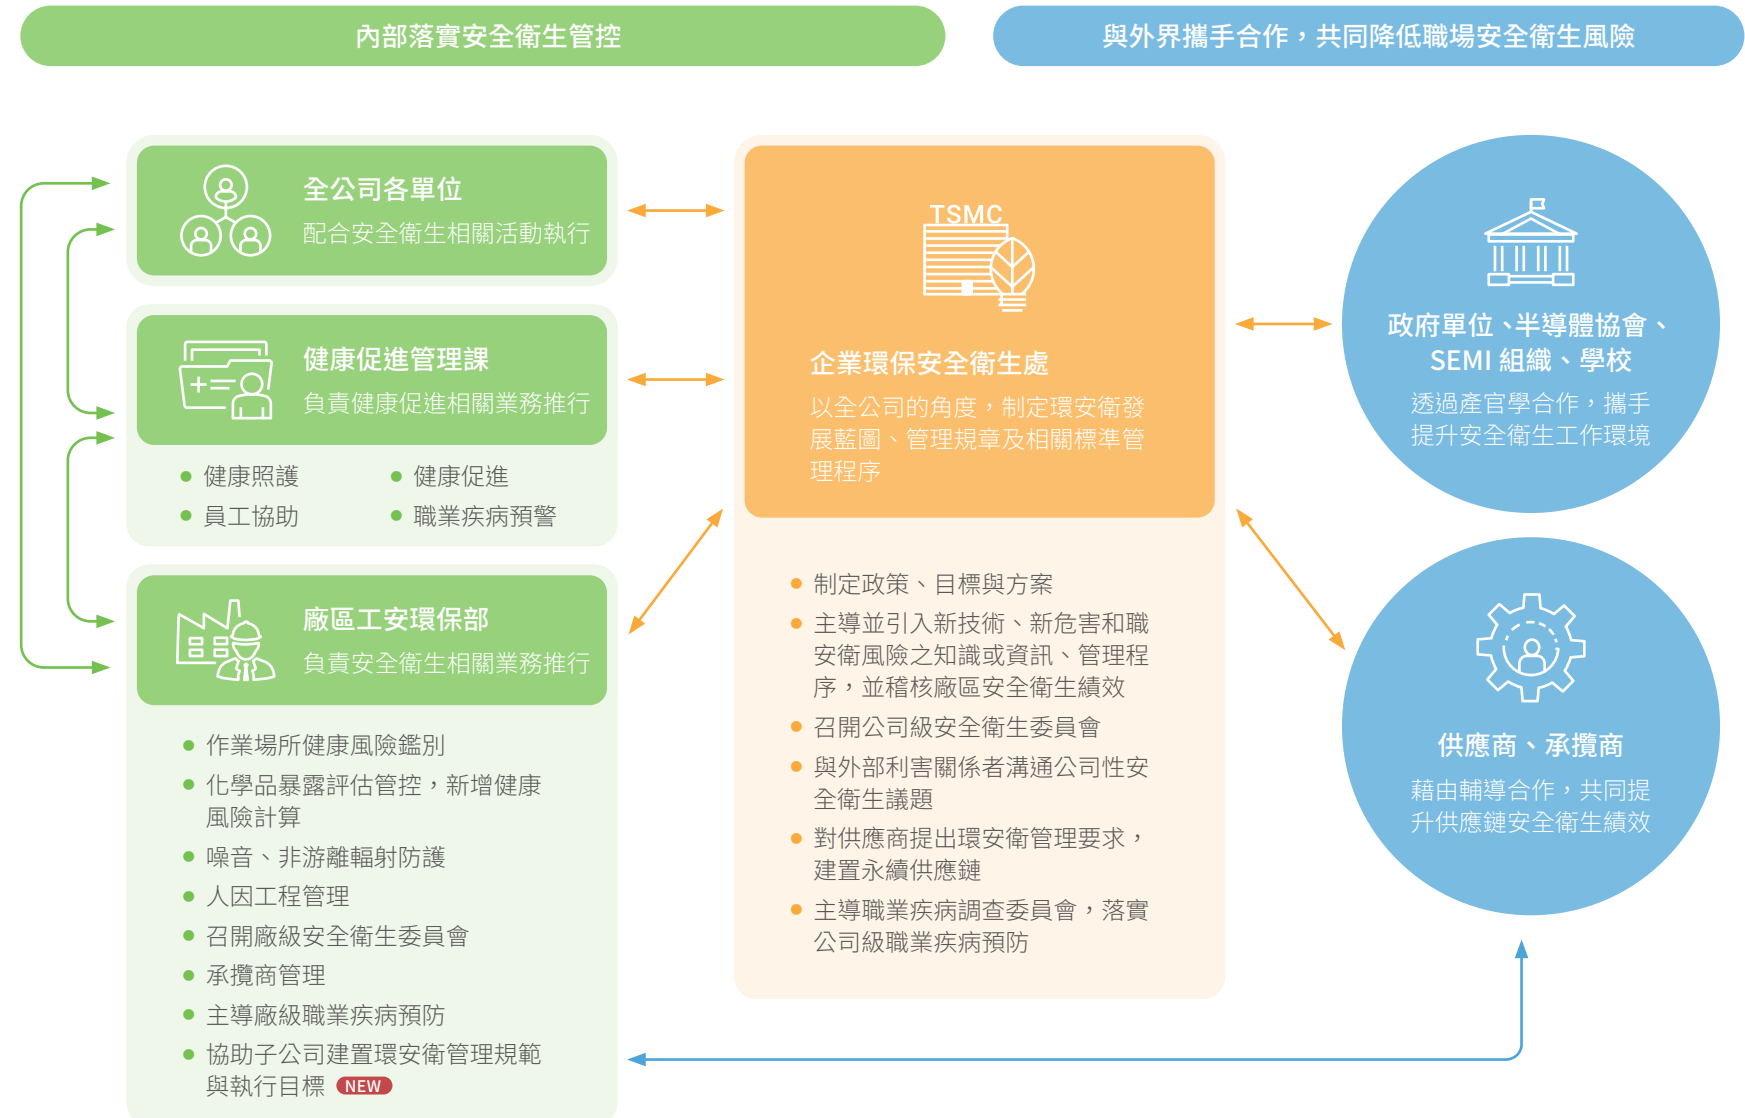 內部落實安全衛生管控
與外界攜手合作，共同降低職場安全衛生風險
全公司各單位
配合安全衛生相關活動執行
健康促進管理課
負責健康促進相關業務推行
健康照護
健康促進
員工協助
職業疾病預警
廠區工安環保部
負責安全衛生相關業務推行
作業場所健康風險鑑別
化學品暴露評估管控，新增健康
風險計算
噪音、非游離輻射防護
人因工程管理
召開廠級安全衛生委員會
承攬商管理
主導廠級職業疾病預防
協助子公司建置環安衛管理規範
與執行目標 NEW
TSMC
企業環保安全衛生處
以全公司的角度，制定環安衛發
展藍圖、管理規章及相關標準管
理程序
制定政策、目標與方案
主導並引入新技術、新危害和職
安衛風險之知識或資訊、管理程
序，並稽核廠區安全衛生績效
召開公司級安全衛生委員會
與外部利害關係者溝通公司性安
全衛生議題
對供應商提出環安衛管理要求，
建置永續供應鏈
主導職業疾病調查委員會，落實
公司級職業疾病預防
政府單位、半導體協會、
SEMI 組織、學校
透過產官學合作，攜手
提升安全衛生工作環境
供應商、承攬商
藉由輔導合作，共同提
升供應鏈安全衛生績效